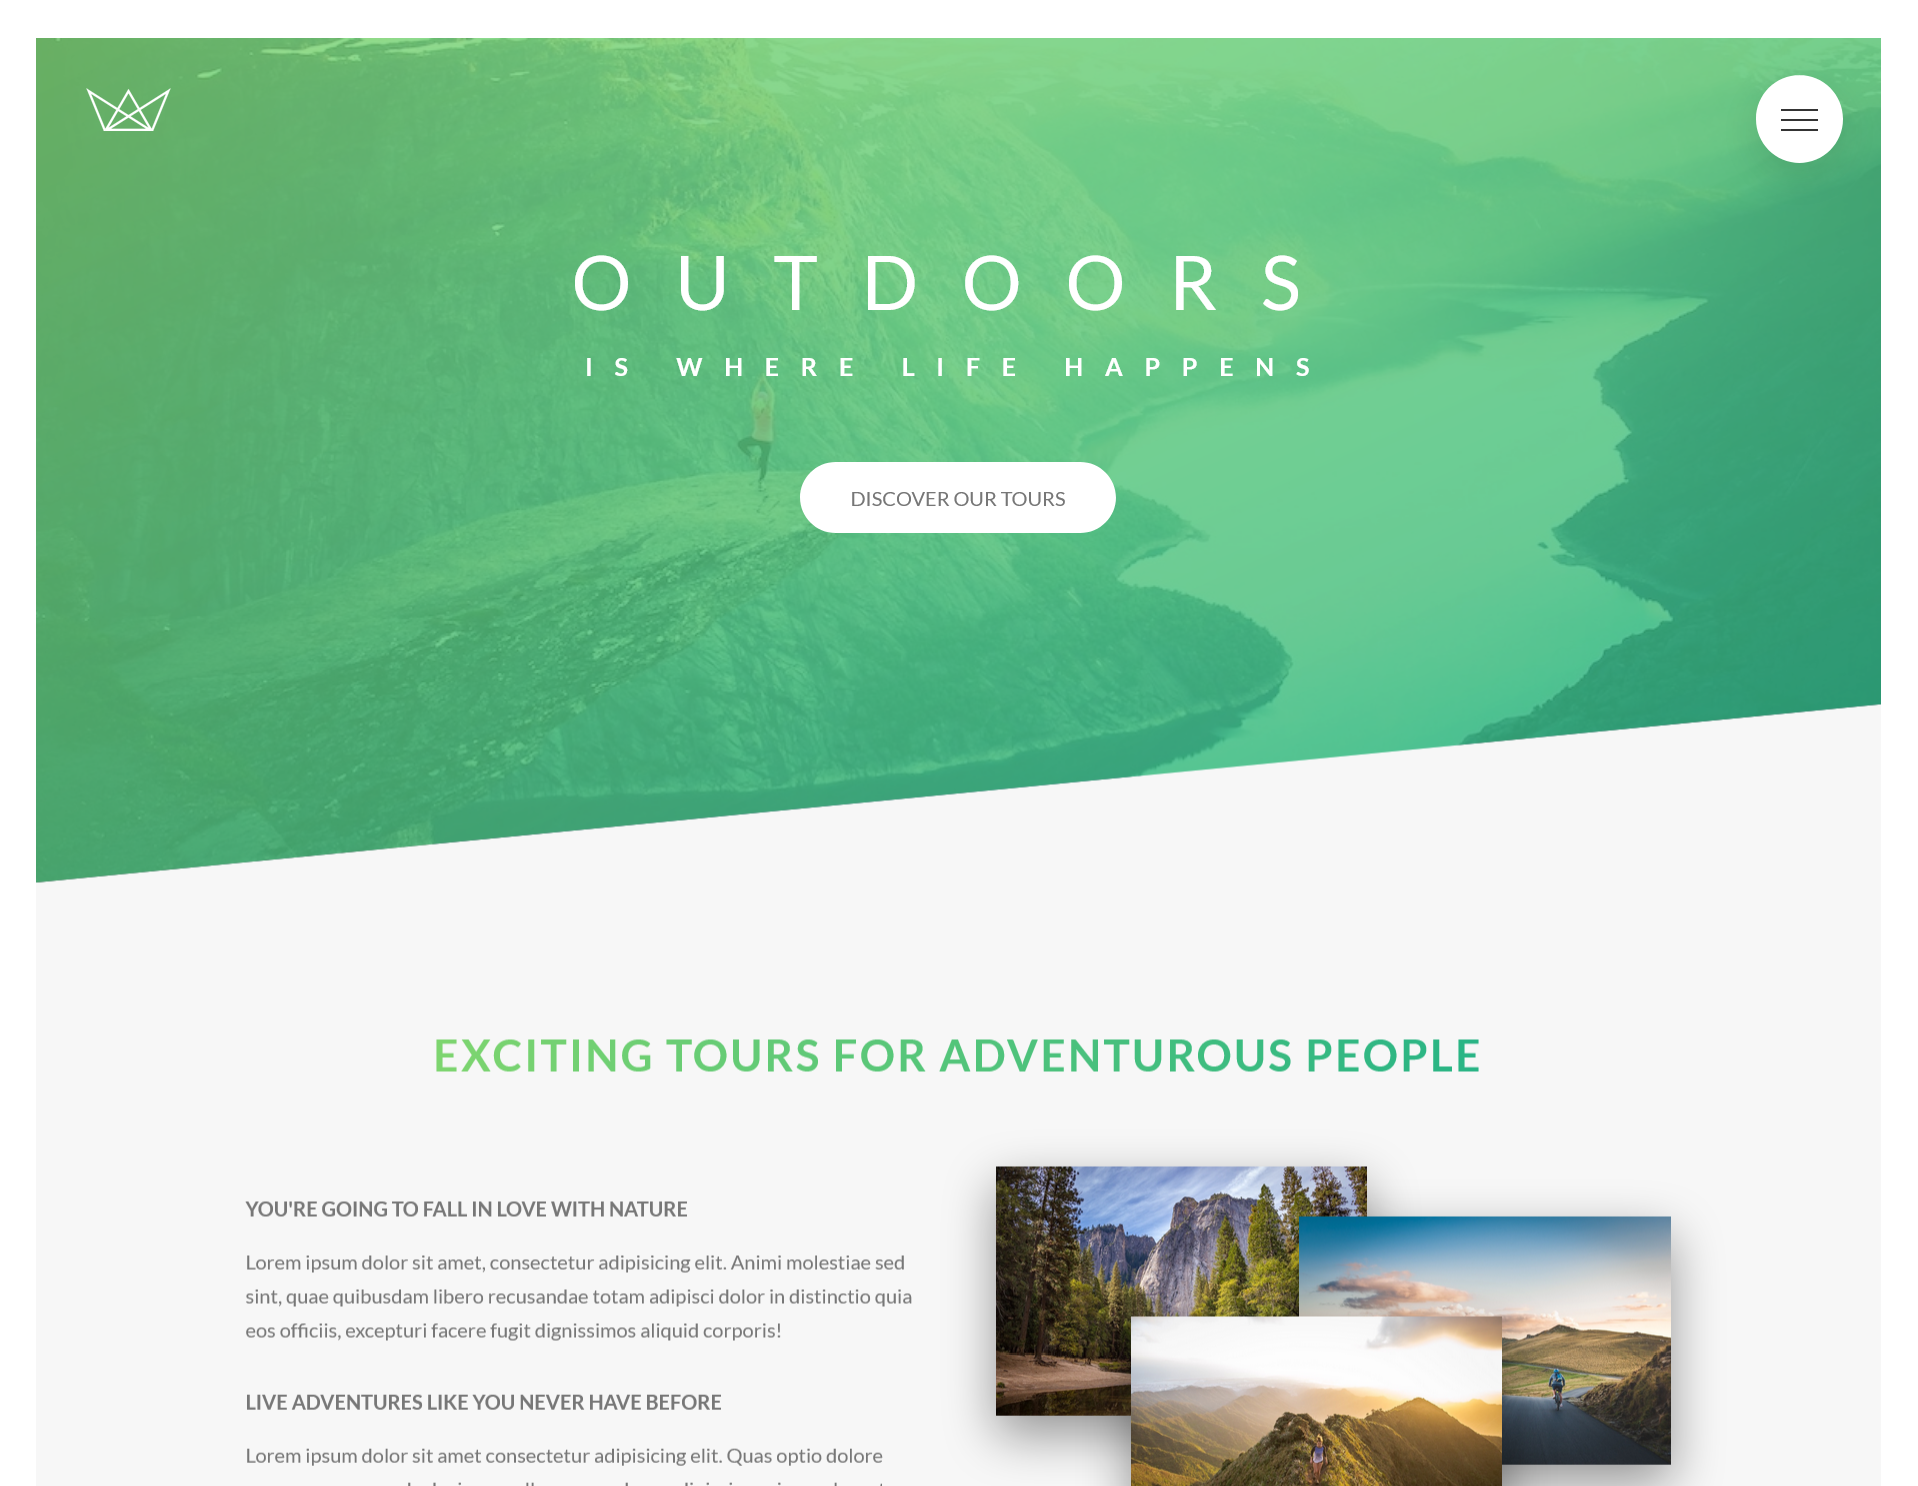 OUTDOORS
IS WHERE LIFE HAPPENS
DISCOVER OUR TOURS
EXCITING TOURS FOR ADVENTUROUS PEOPLE
YOU'RE GOING TO FALL IN LOVE WITH NATURE
Lorem ipsum dolor sit amet, consectetur adipisicing elit. Animi molestiae sed
sint, quae quibusdam libero recusandae totam adipisci dolor in distinctio quia
eos officiis, excepturi facere fugit dignissimos aliquid corporis!
LIVE ADVENTURES LIKE YOU NEVER HAVE BEFORE
Lorem ipsum dolor sit amet consectetur adipisicing elit. Quas optio dolore